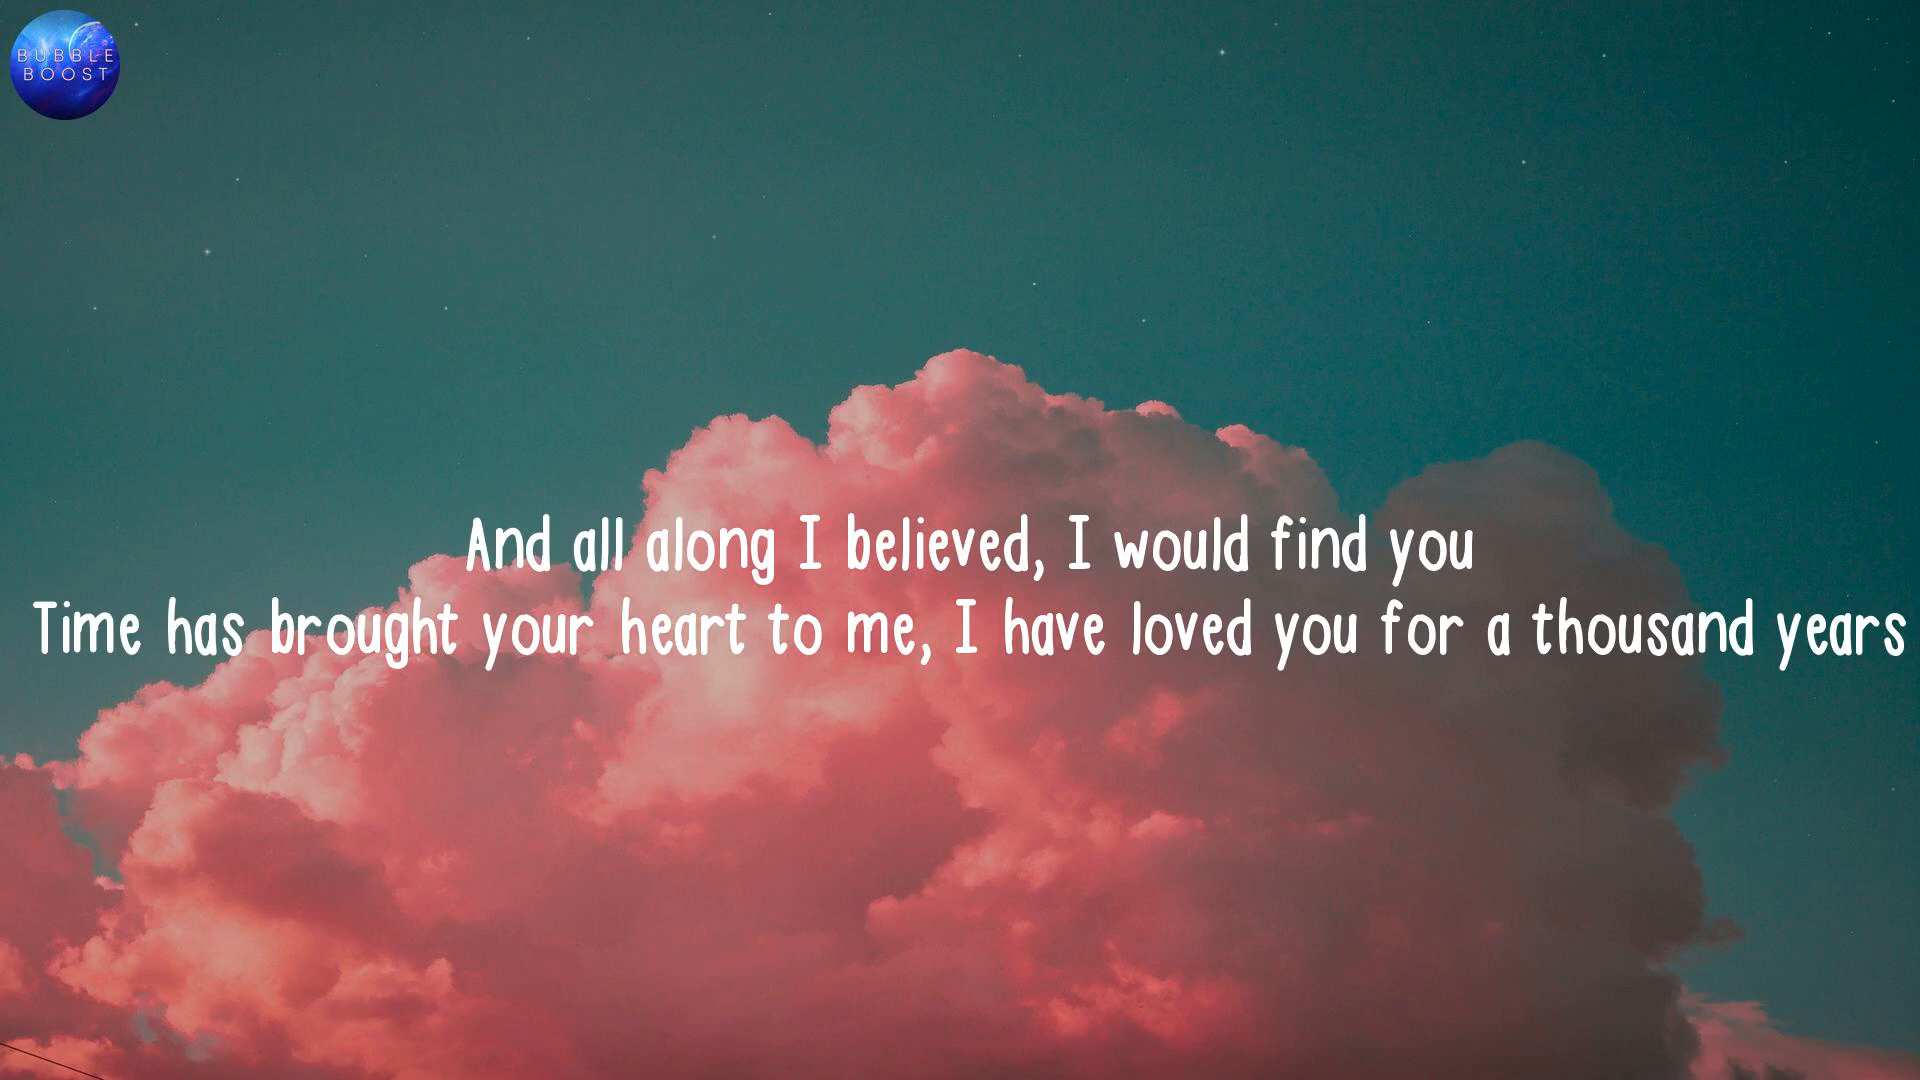 BUBBLE
BOOST
And all along I believed, I would find you
Time has brought your heart to me, I have loved you for a thousand years